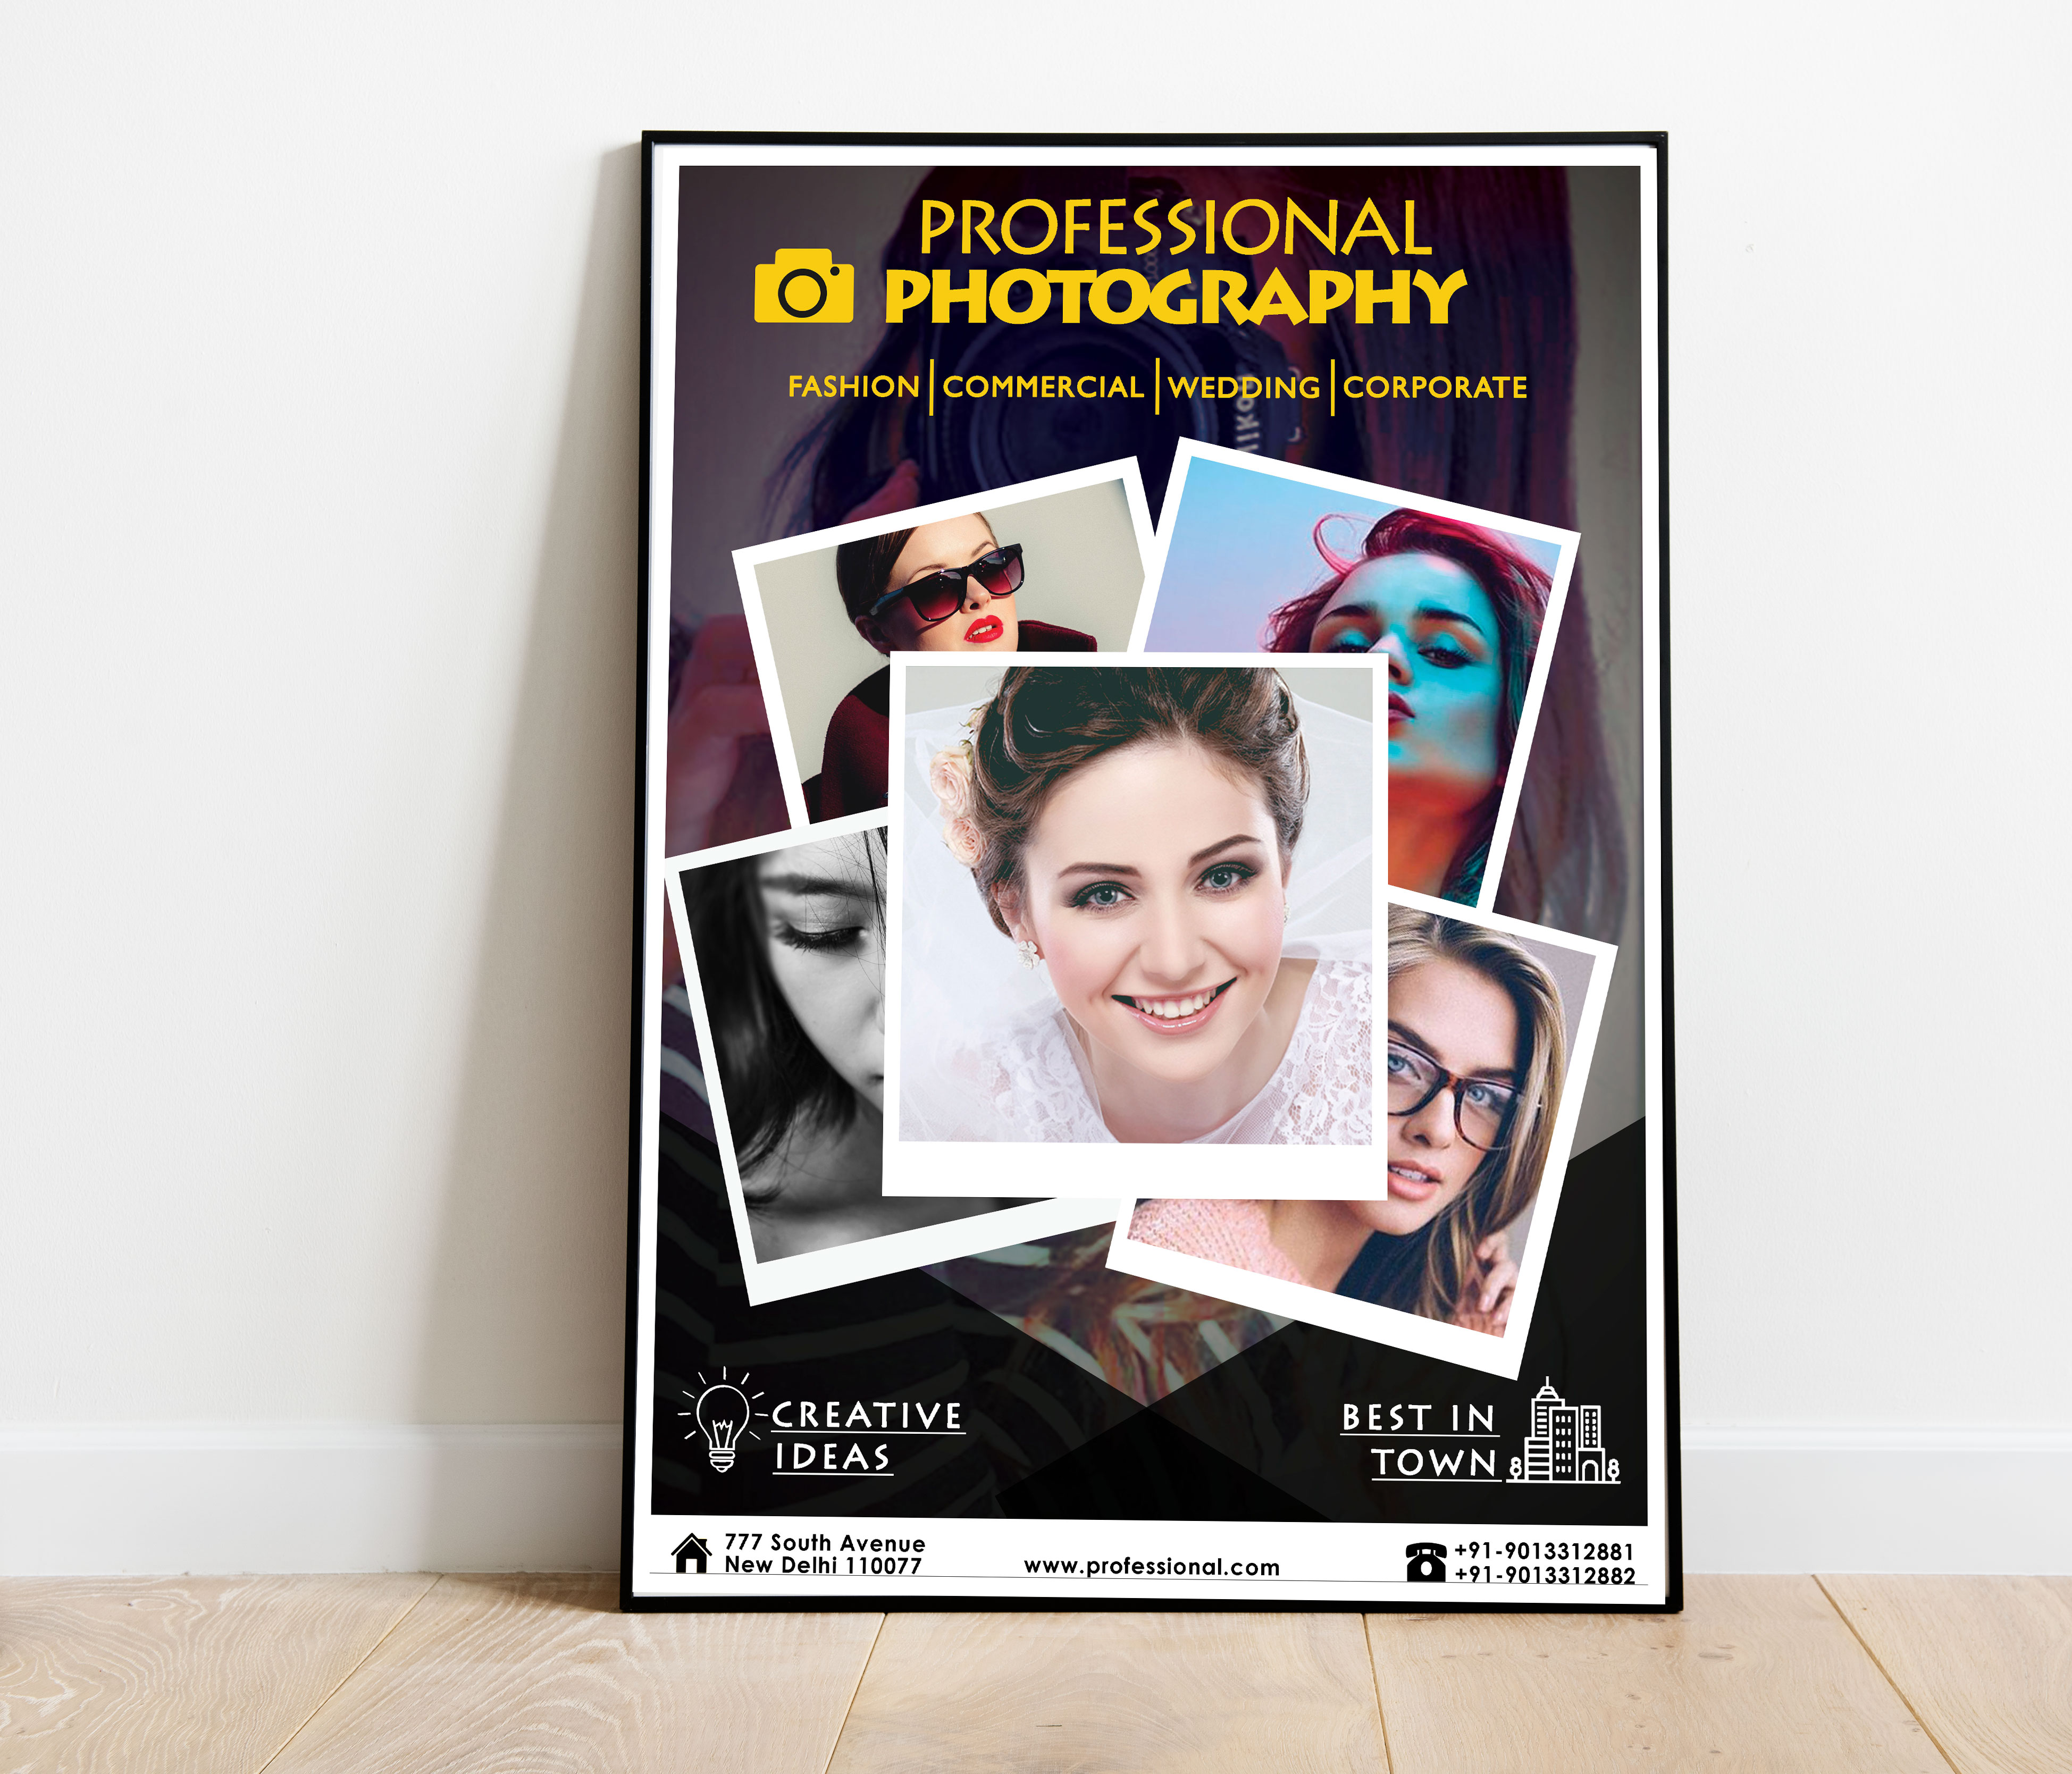 PROFESSIONAL
PHOTOGRAPHY
FASHION | COMMERCIAL | WEDDING | CORPORATE
CREATIVE
IDEAS
BEST IN
TOWN
777 South Avenue
New Delhi 110077
www.professional.com
+91-9013312881
+91-9013312882